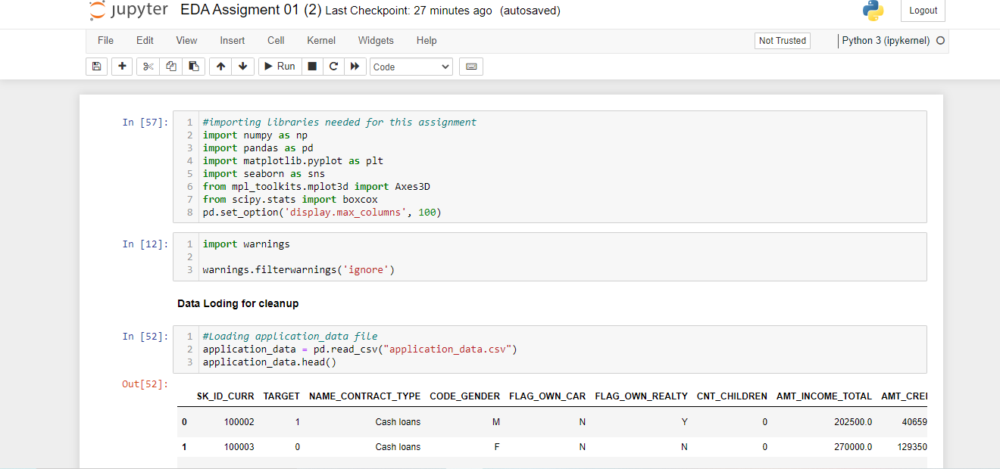 jupyter EDA Assigment 01 (2) Last Checkpoint: 27 minutes ago (autosaved)
Logout
File Edit View Insert Cell Kernel Widgets Help
Not Trusted
Python 3 (ipykernel)
Run
Code
In [57]:
1 #importing libraries needed for this assignment
2 import numpy as np
3 import pandas as pd
4 import matplotlib.pyplot as plt
5 import seaborn as sns
6 from mpl_toolkits.mplot3d import Axes3D
7 from scipy.stats import boxcox
8 pd.set_option('display.max_columns', 100)
In [12]:
1 import warnings
2
3 warnings.filterwarnings('ignore')
Data Loding for cleanup
In [52]:
1 #Loading application_data file
2 application_data = pd.read_csv("application_data.csv")
3 application_data.head()
Out[52]:
SK_ID_CURR TARGET NAME_CONTRACT_TYPE CODE_GENDER FLAG_OWN_CAR FLAG_OWN_REALTY CNT_CHILDREN AMT_INCOME_TOTAL AMT_CREI
0 100002 1 Cash loans M N Y 0 202500.0 40659
1 100003 0 Cash loans F N N 0 270000.0 129350